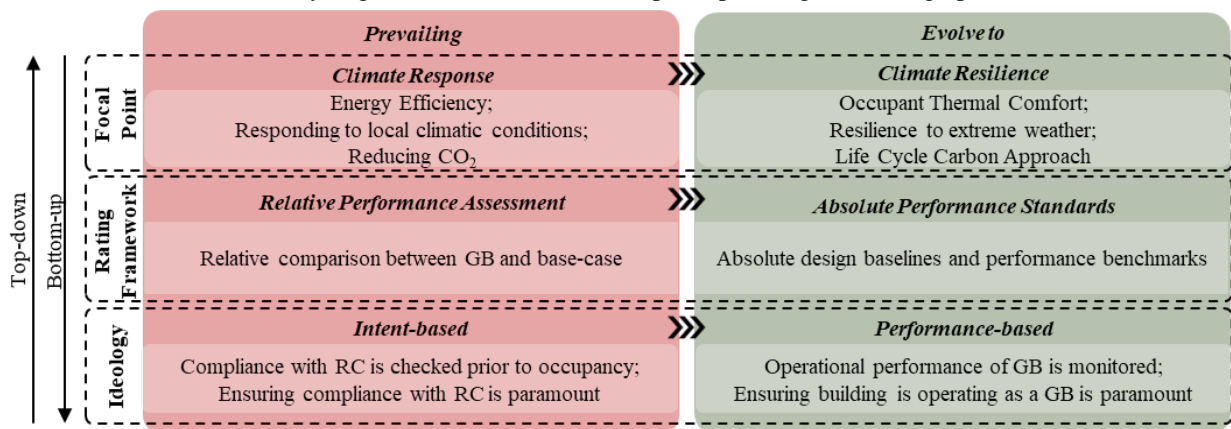 Prevailing
Evolve to
Top-down
Bottom-up
Focal
Point
Climate Response
Energy Efficiency;
Responding to local climatic conditions;
Reducing CO₂
Climate Resilience
Occupant Thermal Comfort;
Resilience to extreme weather;
Life Cycle Carbon Approach
Rating
Framework
Relative Performance Assessment
Relative comparison between GB and base-case
Absolute Performance Standards
Absolute design baselines and performance benchmarks
Ideology
Intent-based
Compliance with RC is checked prior to occupancy;
Ensuring compliance with RC is paramount
Performance-based
Operational performance of GB is monitored;
Ensuring building is operating as a GB is paramount